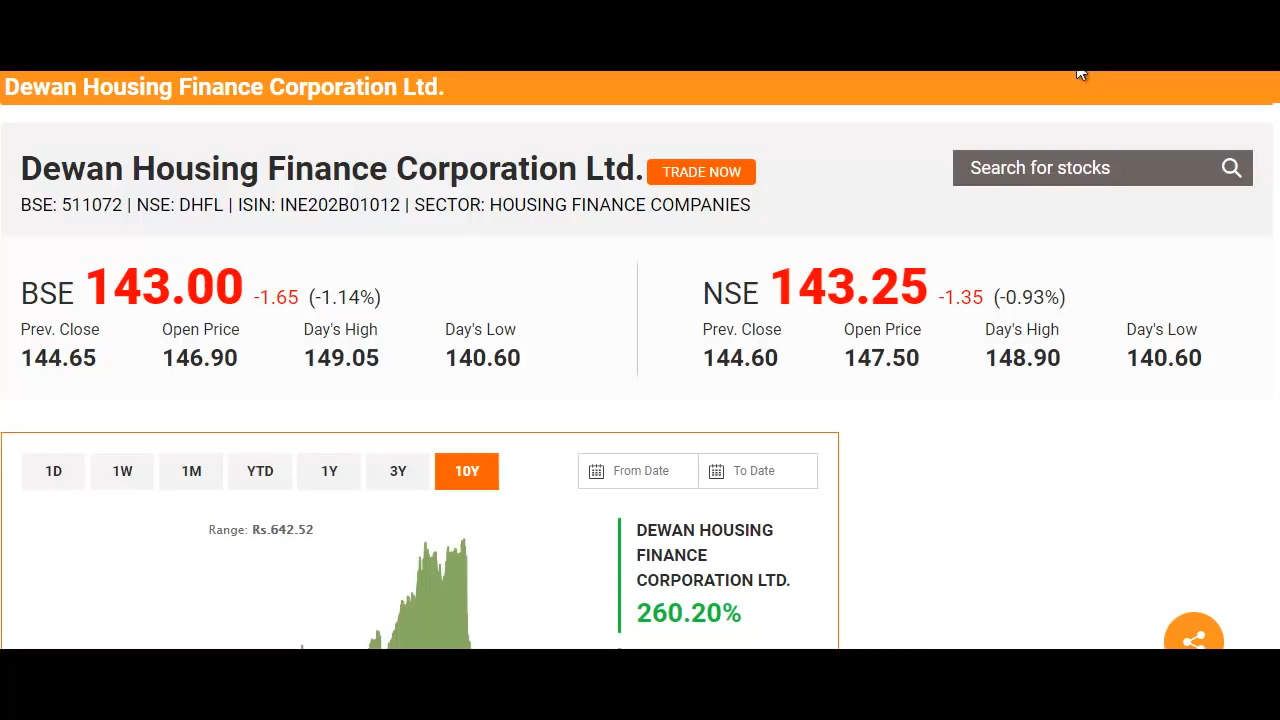 Dewan Housing Finance Corporation Ltd.
Dewan Housing Finance Corporation Ltd. TRADE NOW
Search for stocks
BSE: 511072 | NSE: DHFL | ISIN: INE202B01012 | SECTOR: HOUSING FINANCE COMPANIES
BSE 143.00 -1.65 (-1.14%)
Prev. Close Open Price Day's High Day's Low
144.65 146.90 149.05 140.60
NSE 143.25 -1.35 (-0.93%)
Prev. Close Open Price Day's High Day's Low
144.60 147.50 148.90 140.60
1D 1W 1M YTD 1Y 3Y 10Y
From Date To Date
Range: Rs.642.52
DEWAN HOUSING
FINANCE
CORPORATION LTD.
260.20%